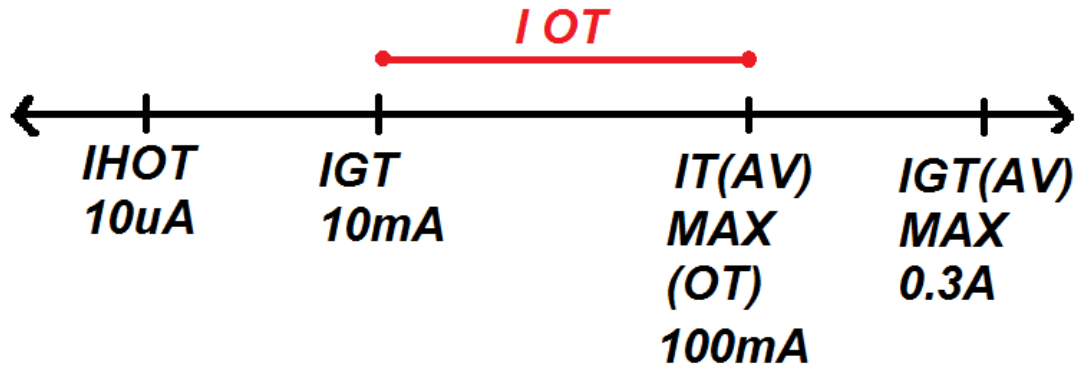 I OT
IHOT
10uA
IGT
10mA
IT(AV)
MAX
(OT)
100mA
IGT(AV)
MAX
0.3A